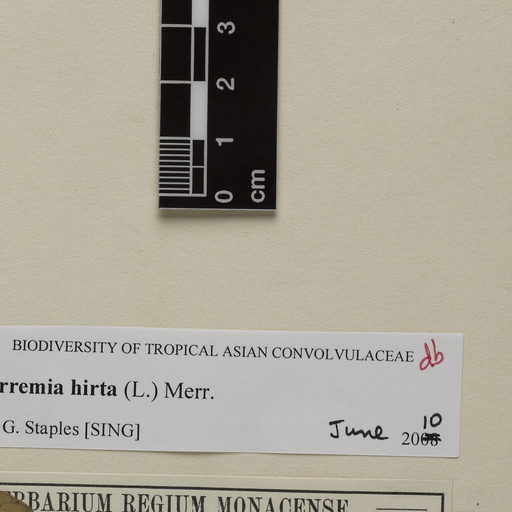 3
2
1
0
cm
BIODIVERSITY OF TROPICAL ASIAN CONVOLVULACEAE db
rremia hirta (L.) Merr.
G. Staples [SING]
June 2010
RBARIUM REGIUM MONACENSE